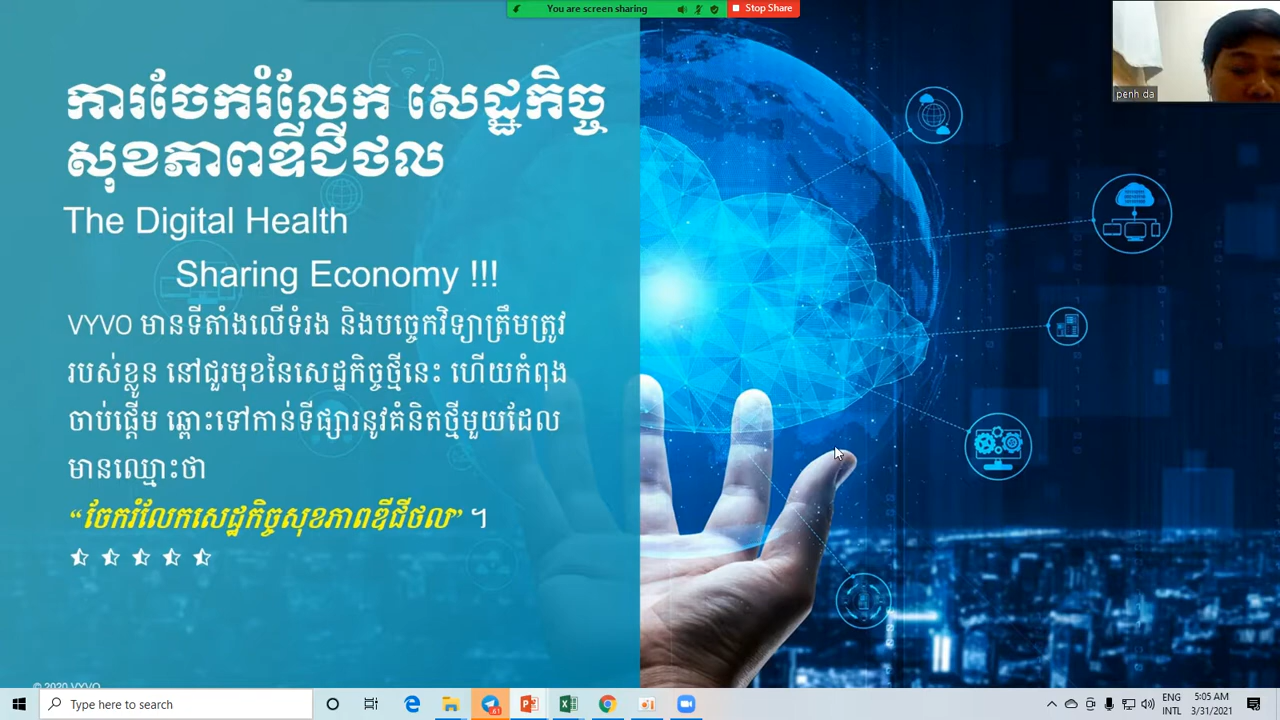 You are screen sharing
Stop Share
penh da
ការចែករំលែក សេដ្ឋកិច្ច
សុខភាពឌីជីថល
The Digital Health
Sharing Economy !!!
VYVO មានទីតាំងលើទំរង និងបច្ចេកវិទ្យាត្រឹមត្រូវ
របស់ខ្លួន នៅជួរមុខនៃសេដ្ឋកិច្ចថ្មីនេះ ហើយកំពុង
ចាប់ផ្តើម ឆ្ពោះទៅកាន់ទីផ្សារនូវគំនិតថ្មីមួយដែល
មានឈ្មោះថា
“ចែករំលែកសេដ្ឋកិច្ចសុខភាពឌីជីថល” ។
© 2020 VYVO
Type here to search
61
ENG
INTL
5:05 AM
3/31/2021